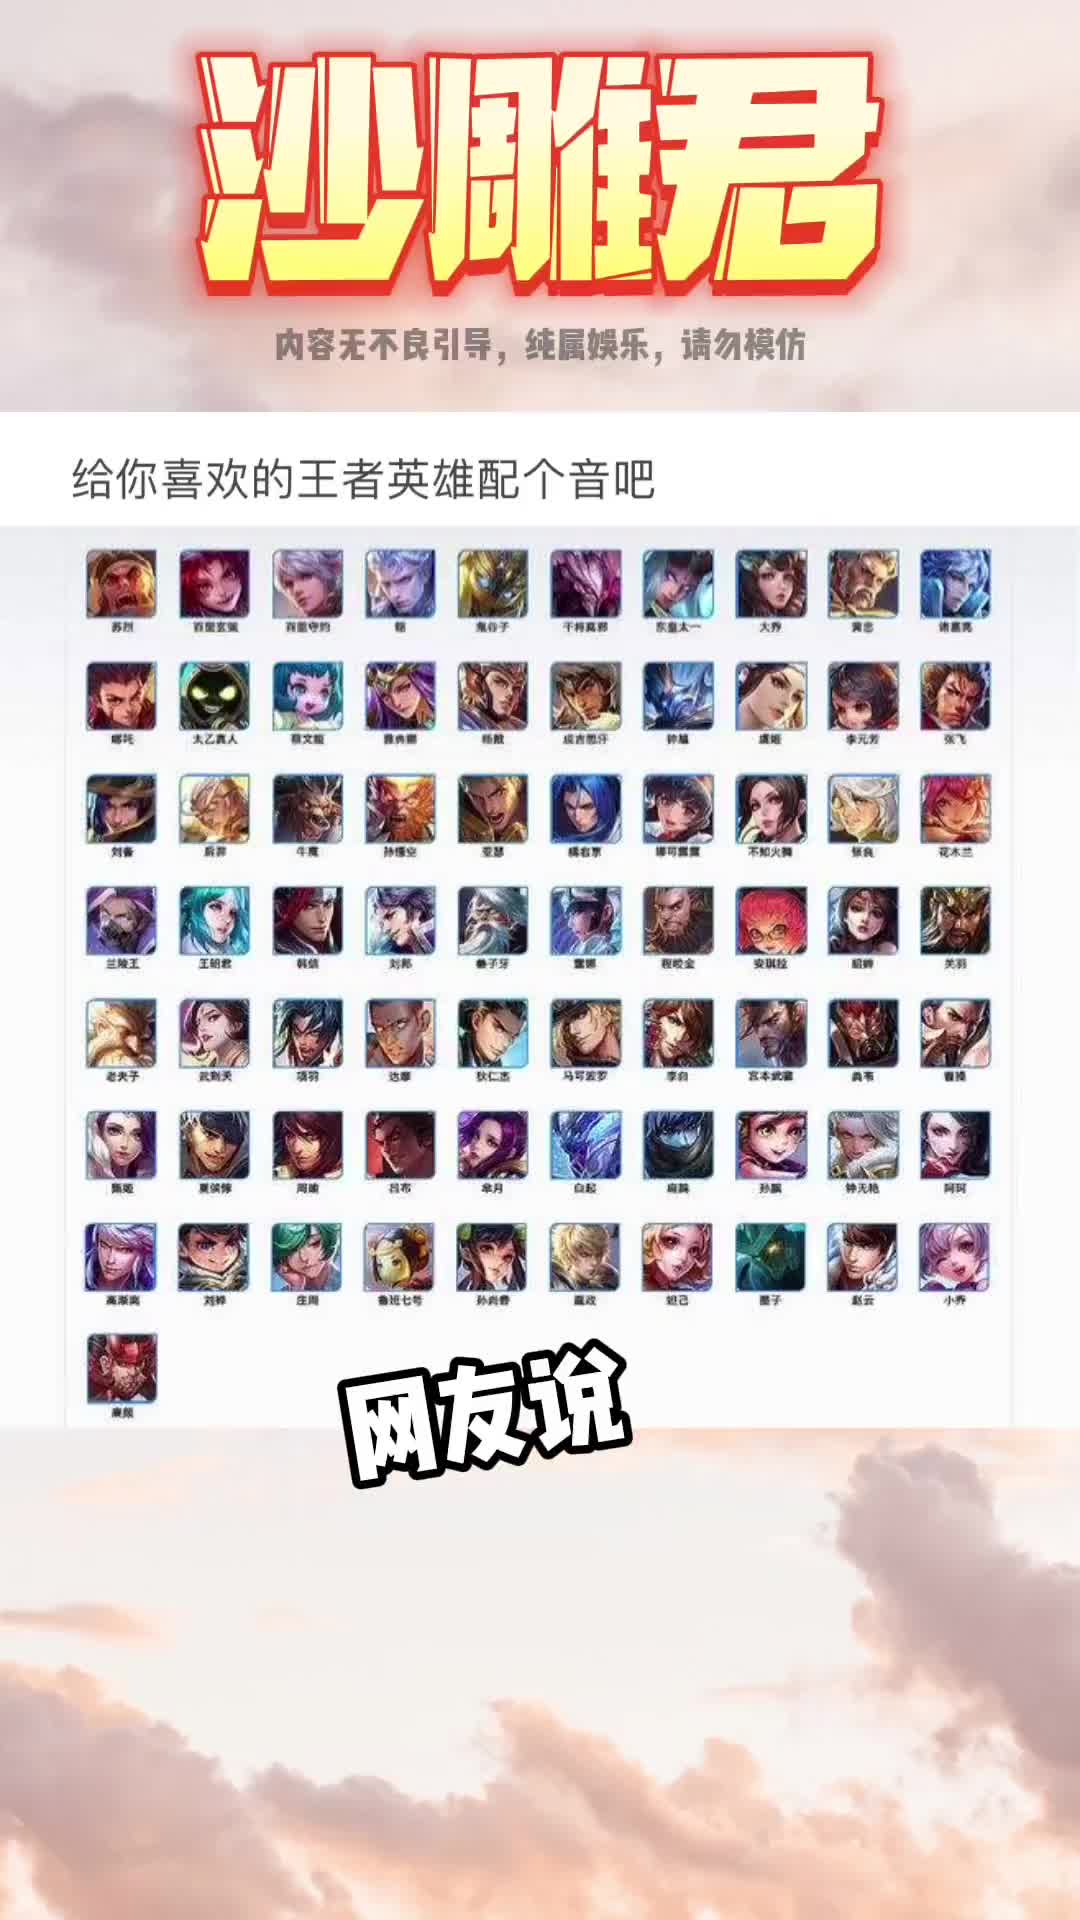 沙雕君
内容无不良引导，纯属娱乐，请勿模仿
给你喜欢的王者英雄配个音吧
苏烈 百里玄策 百里守约 铠 鬼谷子 干将莫邪 东皇太一 大乔 黄忠 诸葛亮
哪吒 太乙真人 蔡文姬 雅典娜 杨戬 成吉思汗 钟馗 虞姬 李元芳 张飞
刘备 后羿 牛魔 孙悟空 亚瑟 橘右京 娜可露露 不知火舞 张良 花木兰
兰陵王 王昭君 韩信 刘邦 姜子牙 露娜 程咬金 安琪拉 貂蝉 关羽
老夫子 武则天 项羽 达摩 狄仁杰 马可波罗 李白 宫本武藏 典韦 曹操
甄姬 夏侯惇 周瑜 吕布 芈月 白起 扁鹊 孙膑 钟无艳 阿轲
高渐离 刘禅 庄周 鲁班七号 孙尚香 嬴政 妲己 墨子 赵云 小乔
廉颇
网友说